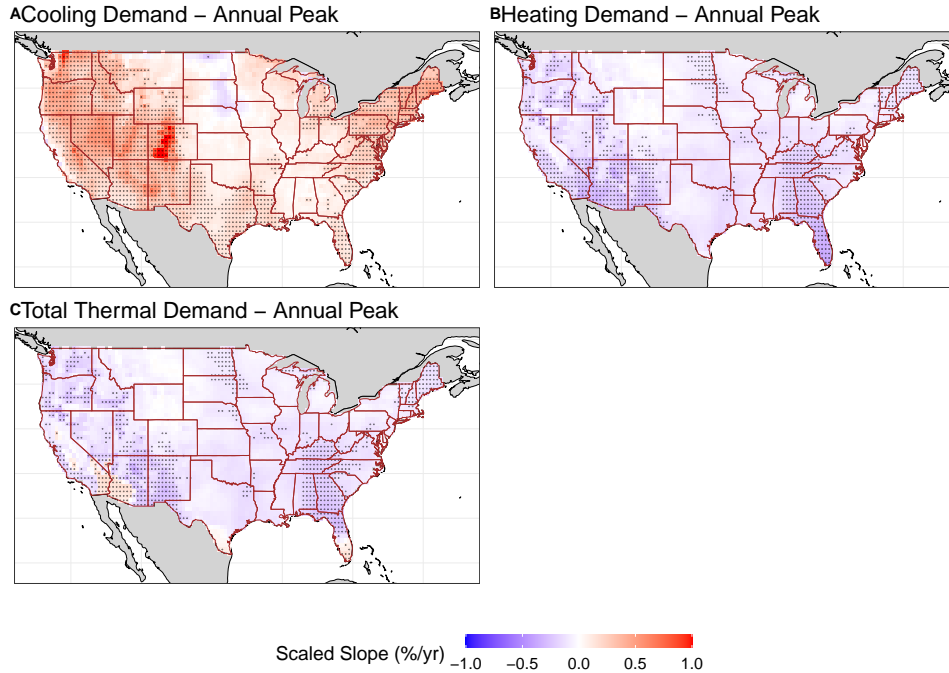 A Cooling Demand – Annual Peak
B Heating Demand – Annual Peak
C Total Thermal Demand – Annual Peak
Scaled Slope (%/yr)
−1.0 −0.5 0.0 0.5 1.0